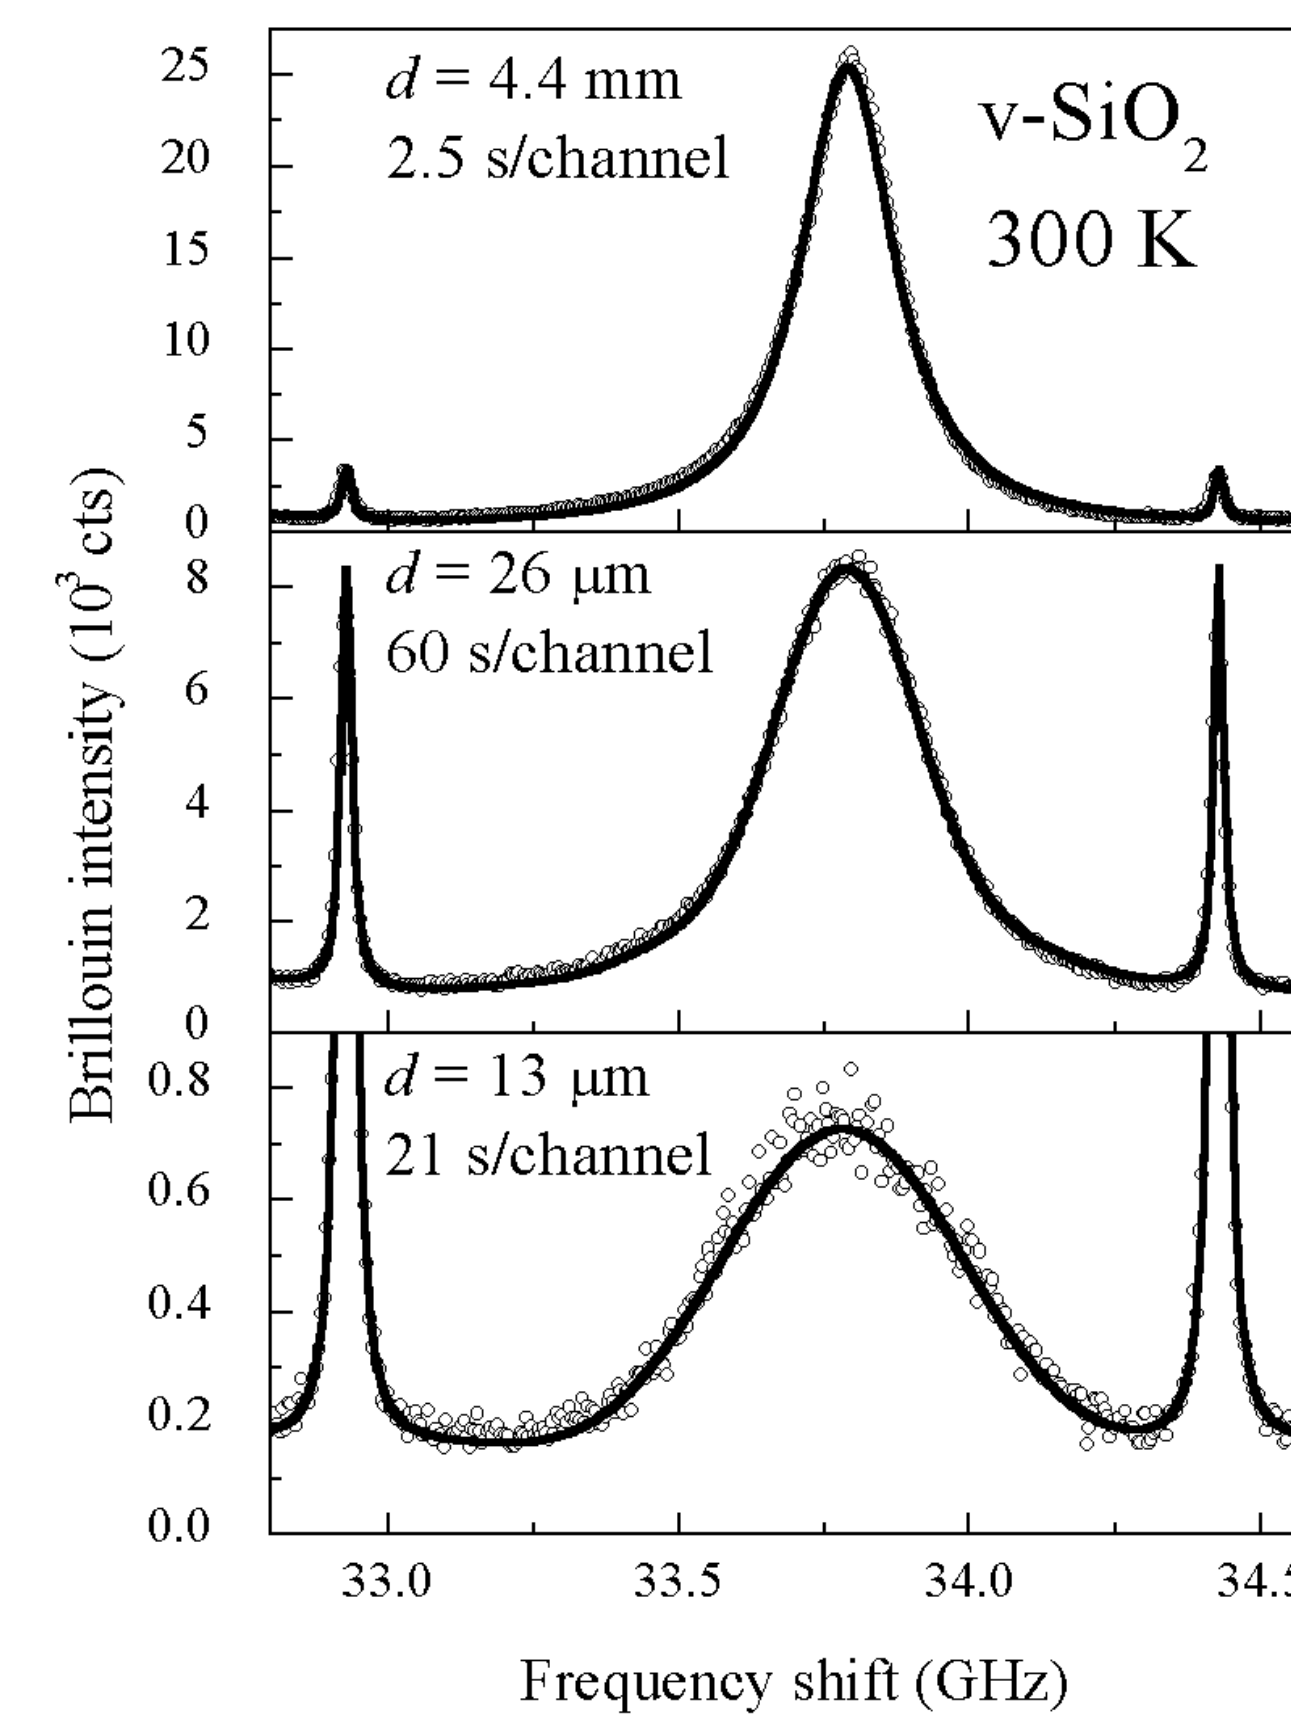 Brillouin intensity (10³ cts)
25
20
15
10
5
0
d = 4.4 mm
2.5 s/channel
v-SiO₂
300 K
8
6
4
2
0
d = 26 μm
60 s/channel
0.8
0.6
0.4
0.2
0.0
d = 13 μm
21 s/channel
33.0 33.5 34.0 34.5
Frequency shift (GHz)